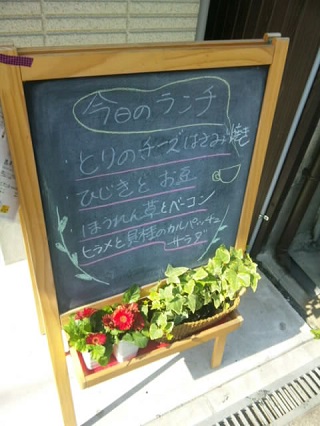 今日のランチ
とりのチーズはさみ焼き
ひじきと お豆
ほうれん草とベーコン
ヒラメと貝柱のカルパッチョ
サラダ